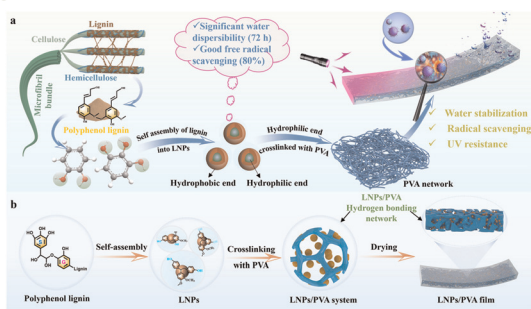 a
Lignin
Cellulose
Hemicellulose
Microfibril
bundle
Polyphenol lignin
✓Significant water
dispersibility (72 h)
✓Good free radical
scavenging (80%)
Self assembly of lignin
into LNPs
Hydrophobic end
Hydrophilic end
Hydrophilic end
crosslinked with PVA
PVA network
✓ Water stabilization
✓ Radical scavenging
✓ UV resistance
b
Polyphenol lignin
Lignin
Self-assembly
LNPs
Crosslinking
with PVA
LNPs/PVA
Hydrogen bonding
network
LNPs/PVA system
Drying
LNPs/PVA film